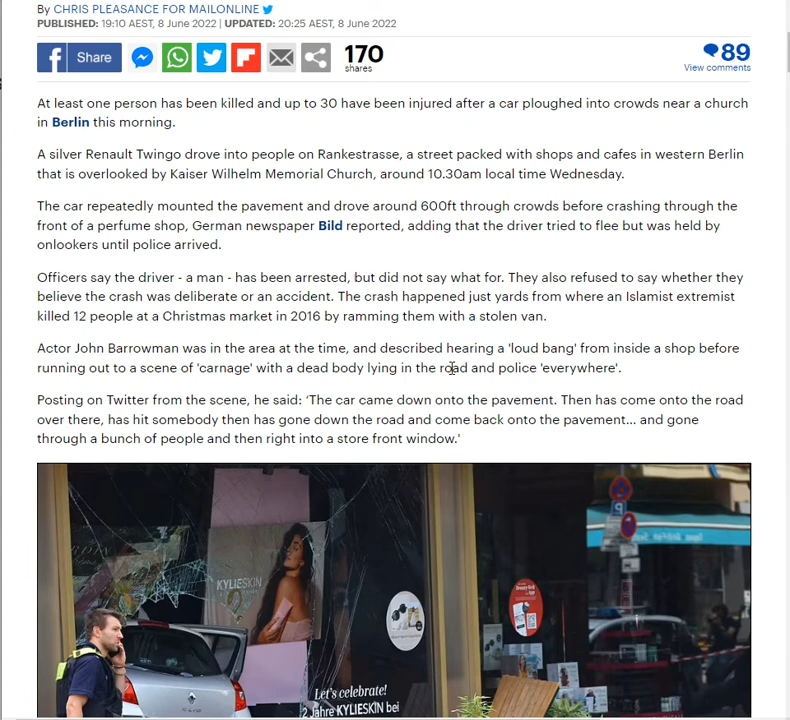 By CHRIS PLEASANCE FOR MAILONLINE
PUBLISHED: 19:10 AEST, 8 June 2022 | UPDATED: 20:25 AEST, 8 June 2022
Share
170
shares
89
View comments
At least one person has been killed and up to 30 have been injured after a car ploughed into crowds near a church
in Berlin this morning.
A silver Renault Twingo drove into people on Rankestrasse, a street packed with shops and cafes in western Berlin
that is overlooked by Kaiser Wilhelm Memorial Church, around 10.30am local time Wednesday.
The car repeatedly mounted the pavement and drove around 600ft through crowds before crashing through the
front of a perfume shop, German newspaper Bild reported, adding that the driver tried to flee but was held by
onlookers until police arrived.
Officers say the driver - a man - has been arrested, but did not say what for. They also refused to say whether they
believe the crash was deliberate or an accident. The crash happened just yards from where an Islamist extremist
killed 12 people at a Christmas market in 2016 by ramming them with a stolen van.
Actor John Barrowman was in the area at the time, and described hearing a 'loud bang' from inside a shop before
running out to a scene of 'carnage' with a dead body lying in the road and police 'everywhere'.
Posting on Twitter from the scene, he said: 'The car came down onto the pavement. Then has come onto the road
over there, has hit somebody then has gone down the road and come back onto the pavement... and gone
through a bunch of people and then right into a store front window.'
KYLIESKIN
Let's celebrate!
2 Jahre KYLIESKIN bei